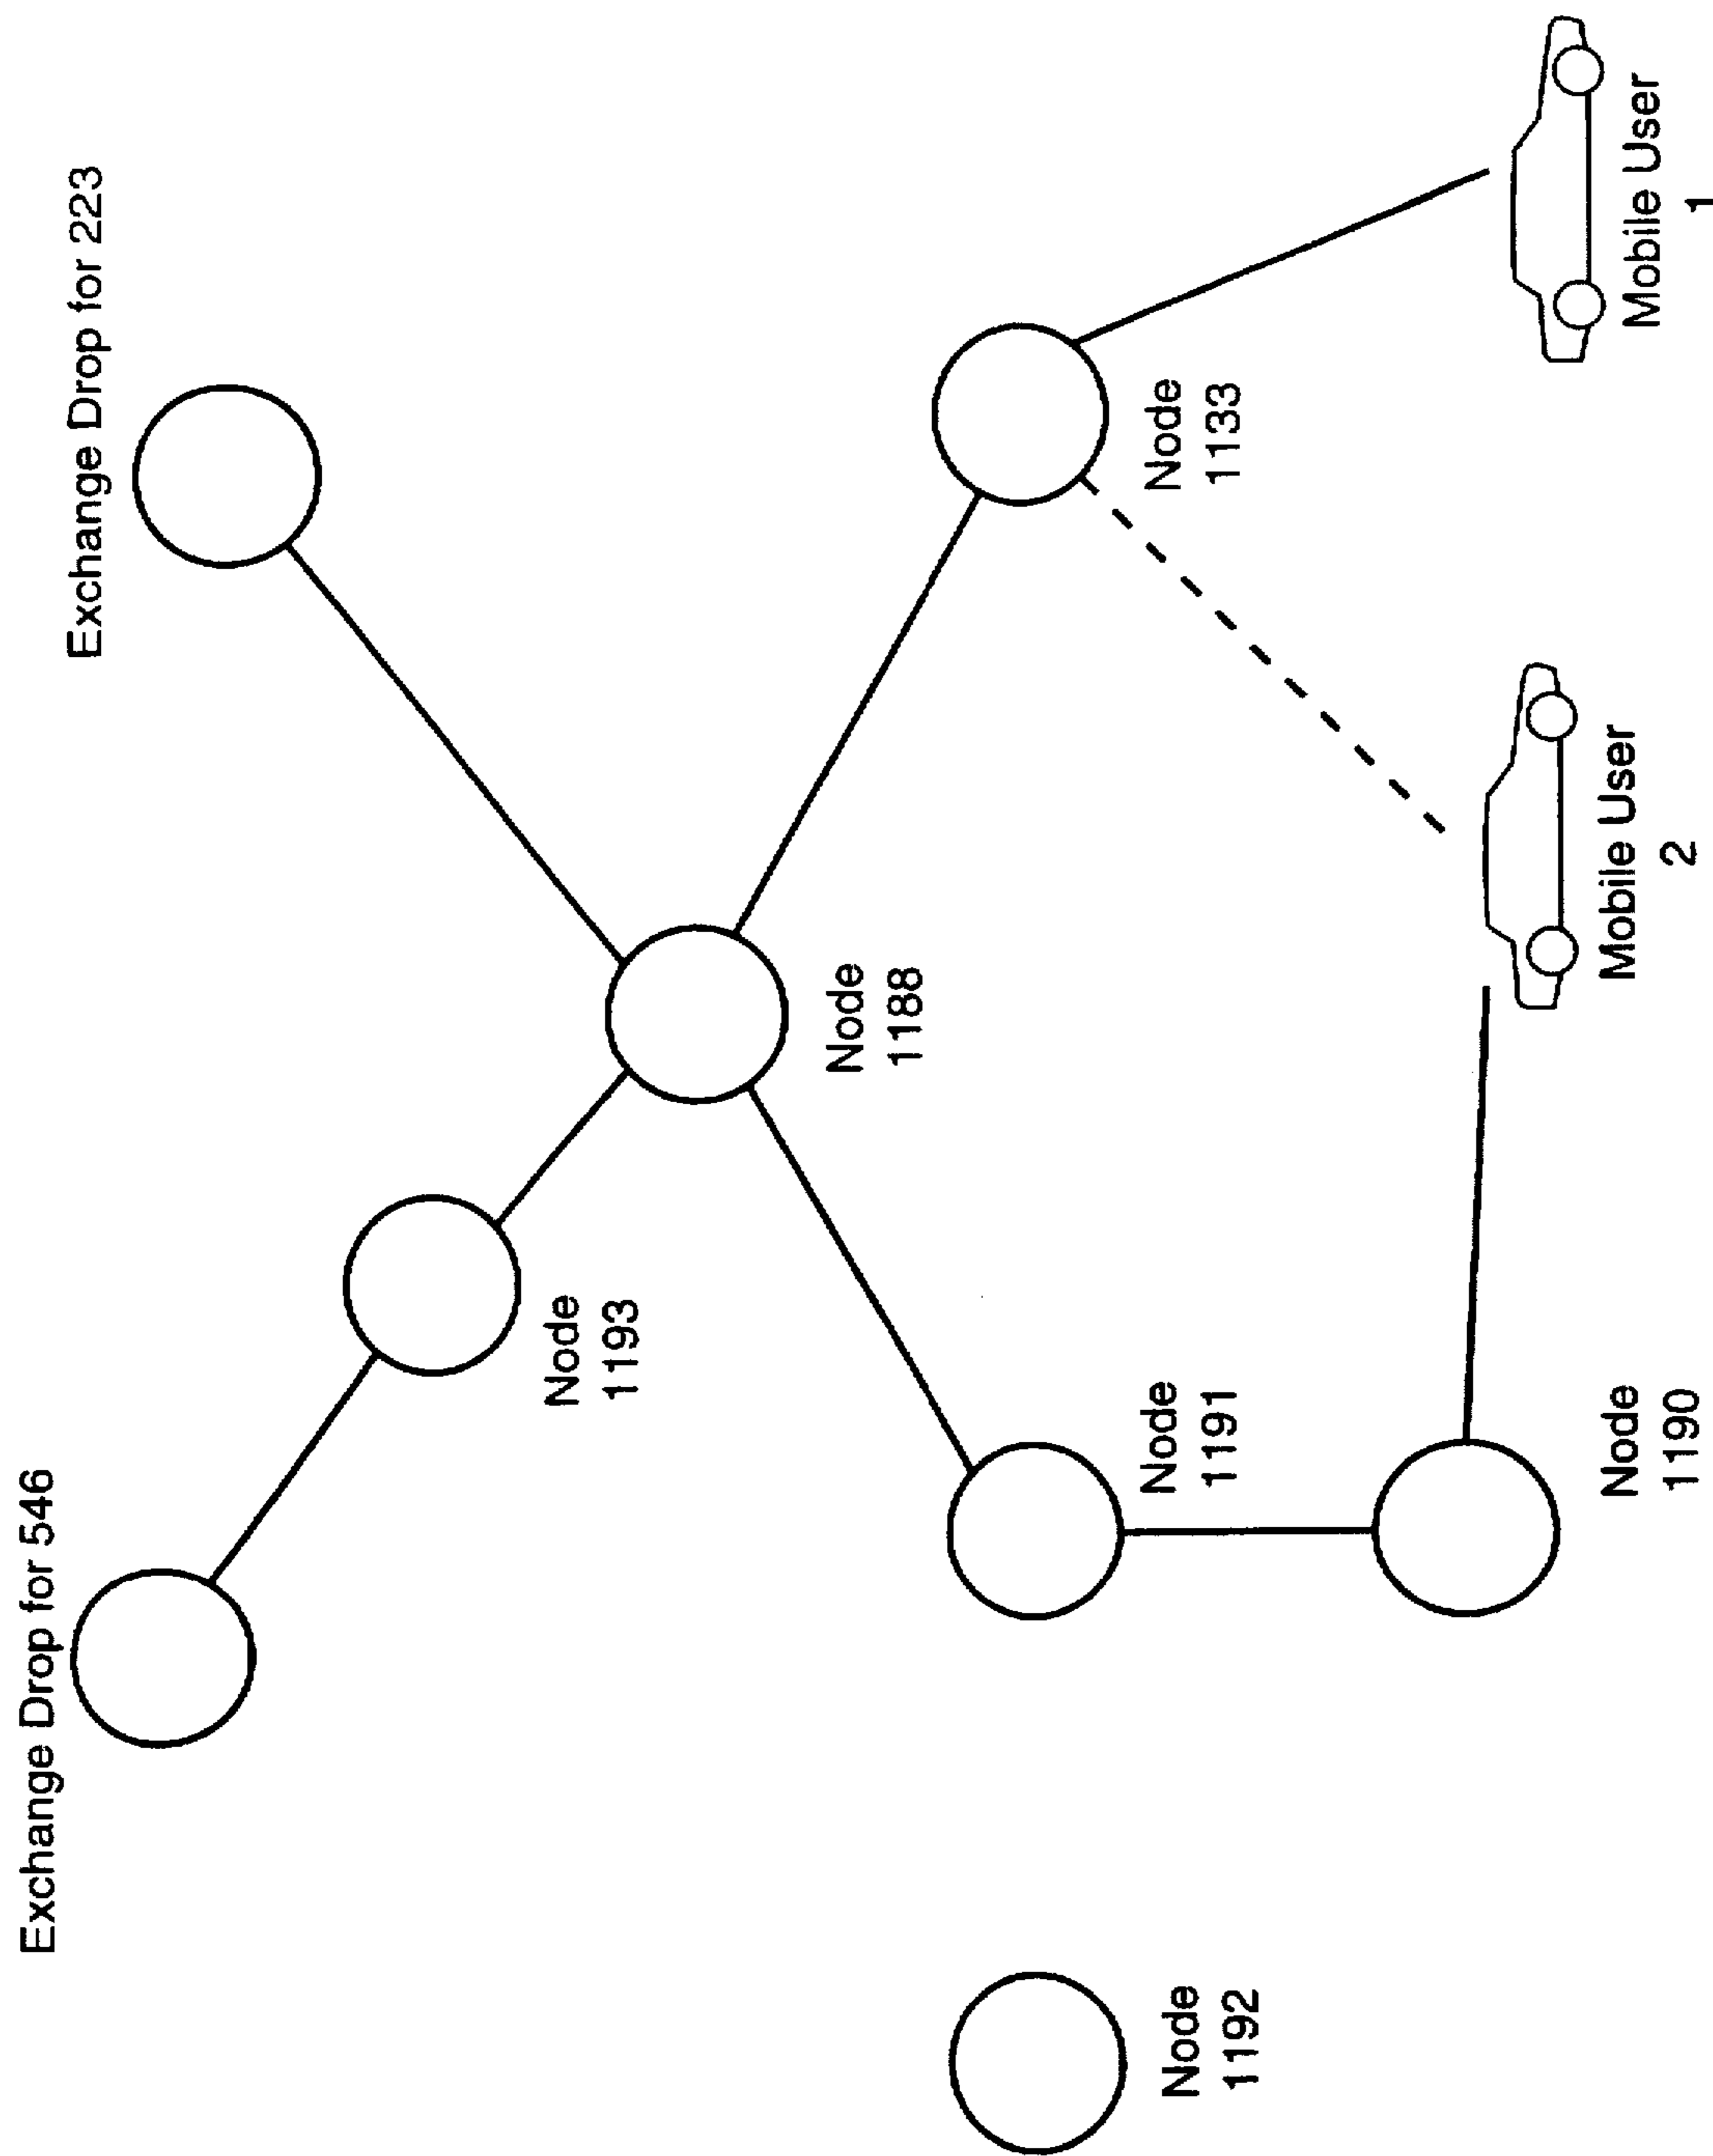 Exchange Drop for 546
Exchange Drop for 223
Node
1193
Node
1188
Node
1192
Node
1191
Node
1133
Node
1190
Mobile User
2
Mobile User
1